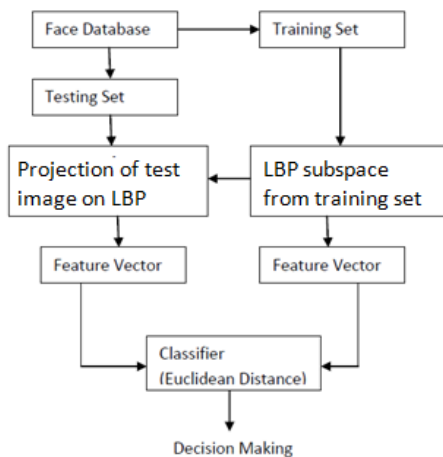 Face Database
Training Set
Testing Set
Projection of test
image on LBP
LBP subspace
from training set
Feature Vector
Feature Vector
Classifier
(Euclidean Distance)
Decision Making